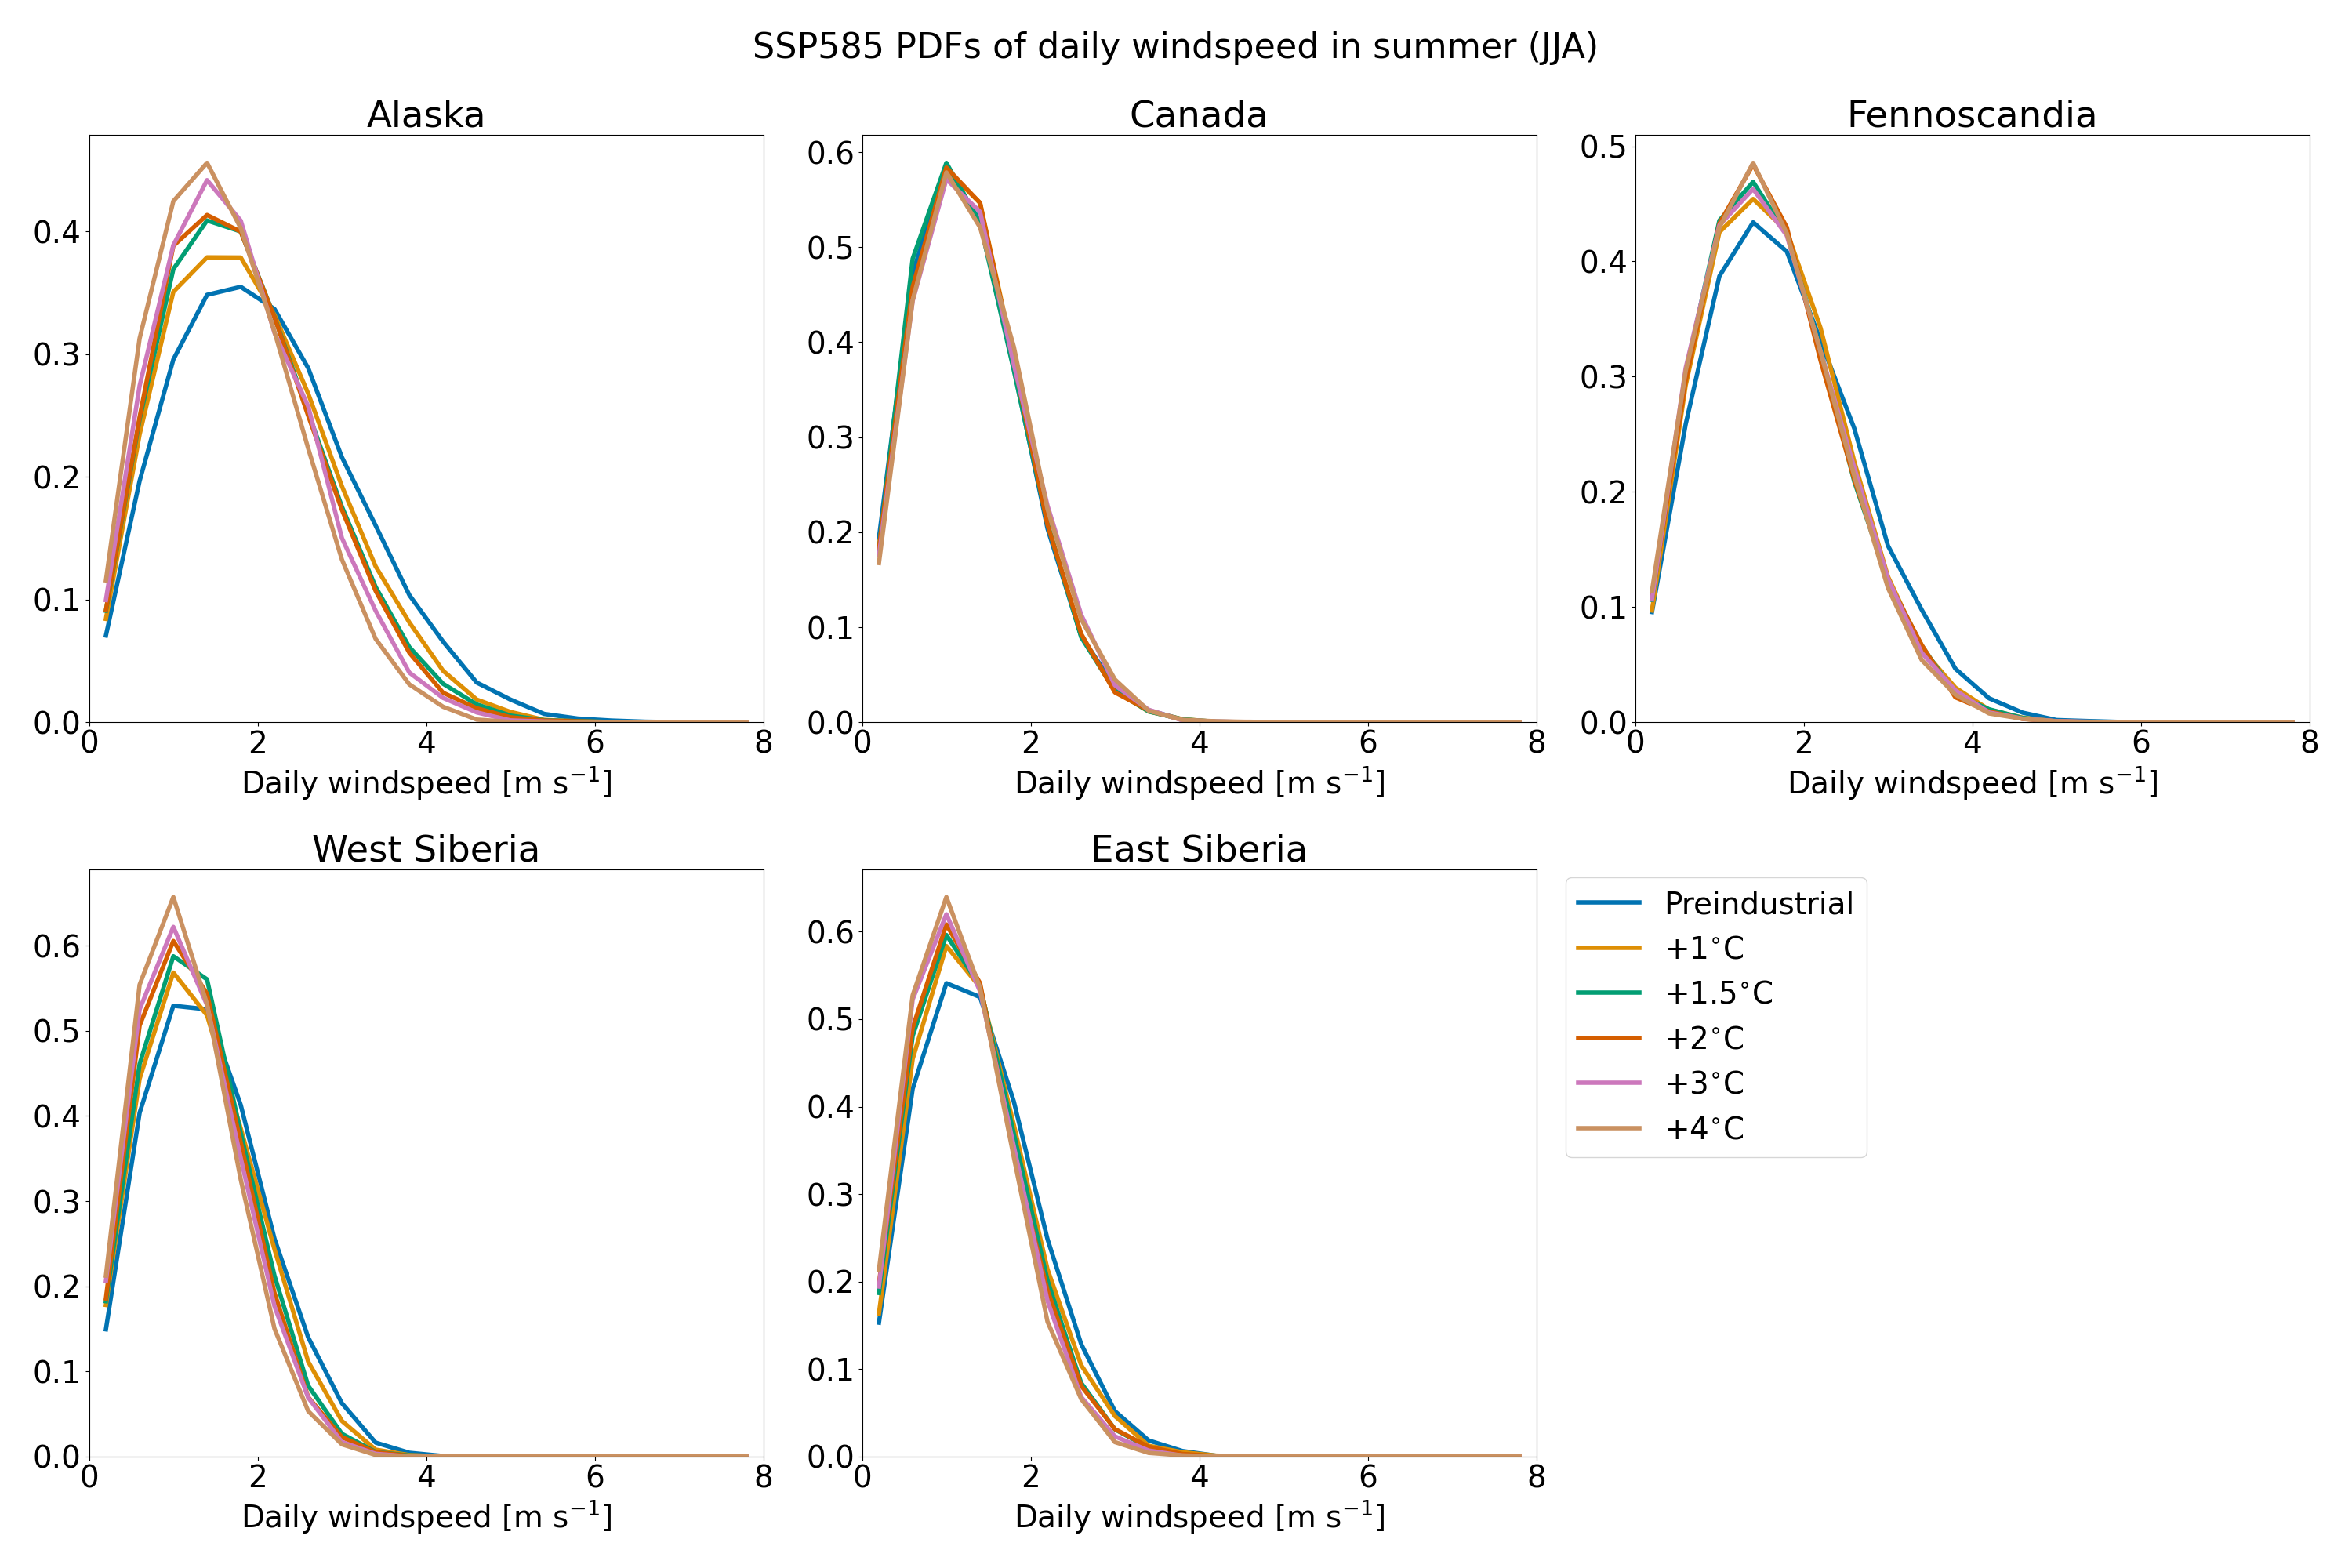 SSP585 PDFs of daily windspeed in summer (JJA)
Alaska
0.4
0.3
0.2
0.1
0.0
0 2 4 6 8
Daily windspeed [m s⁻¹]
Canada
0.6
0.5
0.4
0.3
0.2
0.1
0.0
0 2 4 6 8
Daily windspeed [m s⁻¹]
Fennoscandia
0.5
0.4
0.3
0.2
0.1
0.0
0 2 4 6 8
Daily windspeed [m s⁻¹]
West Siberia
0.6
0.5
0.4
0.3
0.2
0.1
0.0
0 2 4 6 8
Daily windspeed [m s⁻¹]
East Siberia
0.6
0.5
0.4
0.3
0.2
0.1
0.0
0 2 4 6 8
Daily windspeed [m s⁻¹]
Preindustrial
+1°C
+1.5°C
+2°C
+3°C
+4°C